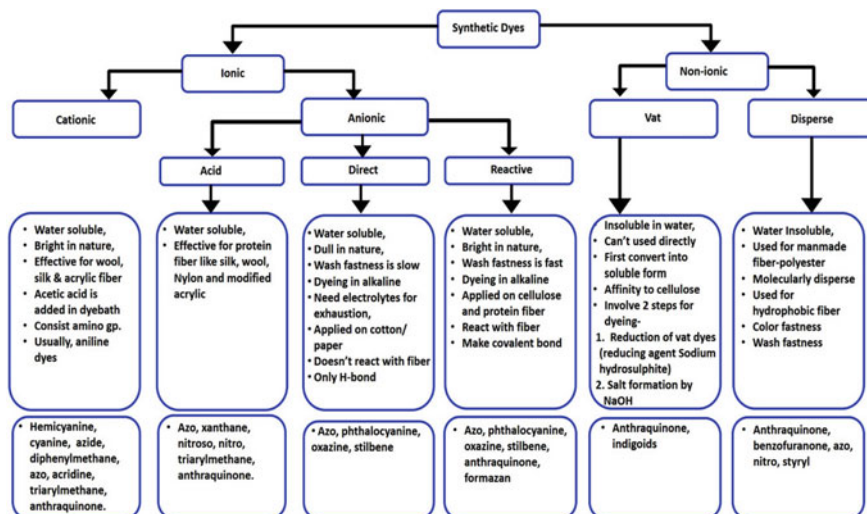 Synthetic Dyes
Ionic
Non-ionic
Cationic
Anionic
Vat
Disperse
Acid
Direct
Reactive
• Water soluble,
• Bright in nature,
• Effective for wool,
silk & acrylic fiber
• Acetic acid is
added in dyebath
• Consist amino gp.
• Usually, aniline
dyes
• Water soluble,
• Effective for protein
fiber like silk, wool,
Nylon and modified
acrylic
Water soluble,
• Dull in nature,
• Wash fastness is slow
• Dyeing in alkaline
• Need electrolytes for
exhaustion,
• Applied on cotton/
paper
• Doesn't react with fiber
• Only H-bond
• Water soluble,
• Bright in nature,
• Wash fastness is fast
• Dyeing in alkaline
• Applied on cellulose
and protein fiber
• React with fiber
• Make covalent bond
Insoluble in water,
• Can't used directly
• First convert into
soluble form
• Affinity to cellulose
• Involve 2 steps for
dyeing-
1. Reduction of vat dyes
(reducing agent Sodium
hydrosulphite)
2. Salt formation by
NaOH
• Water Insoluble,
• Used for manmade
fiber-polyester
• Molecularly disperse
• Used for
hydrophobic fiber
• Color fastness
• Wash fastness
• Hemicyanine,
cyanine, azide,
diphenylmethane,
azo, acridine,
triarylmethane,
anthraquinone.
• Azo, xanthane,
nitroso, nitro,
triarylmethane,
anthraquinone.
• Azo, phthalocyanine,
oxazine, stilbene
• Azo, phthalocyanine,
oxazine, stilbene,
anthraquinone,
formazan
• Anthraquinone,
indigoids
• Anthraquinone,
benzofuranone, azo,
nitro, styryl